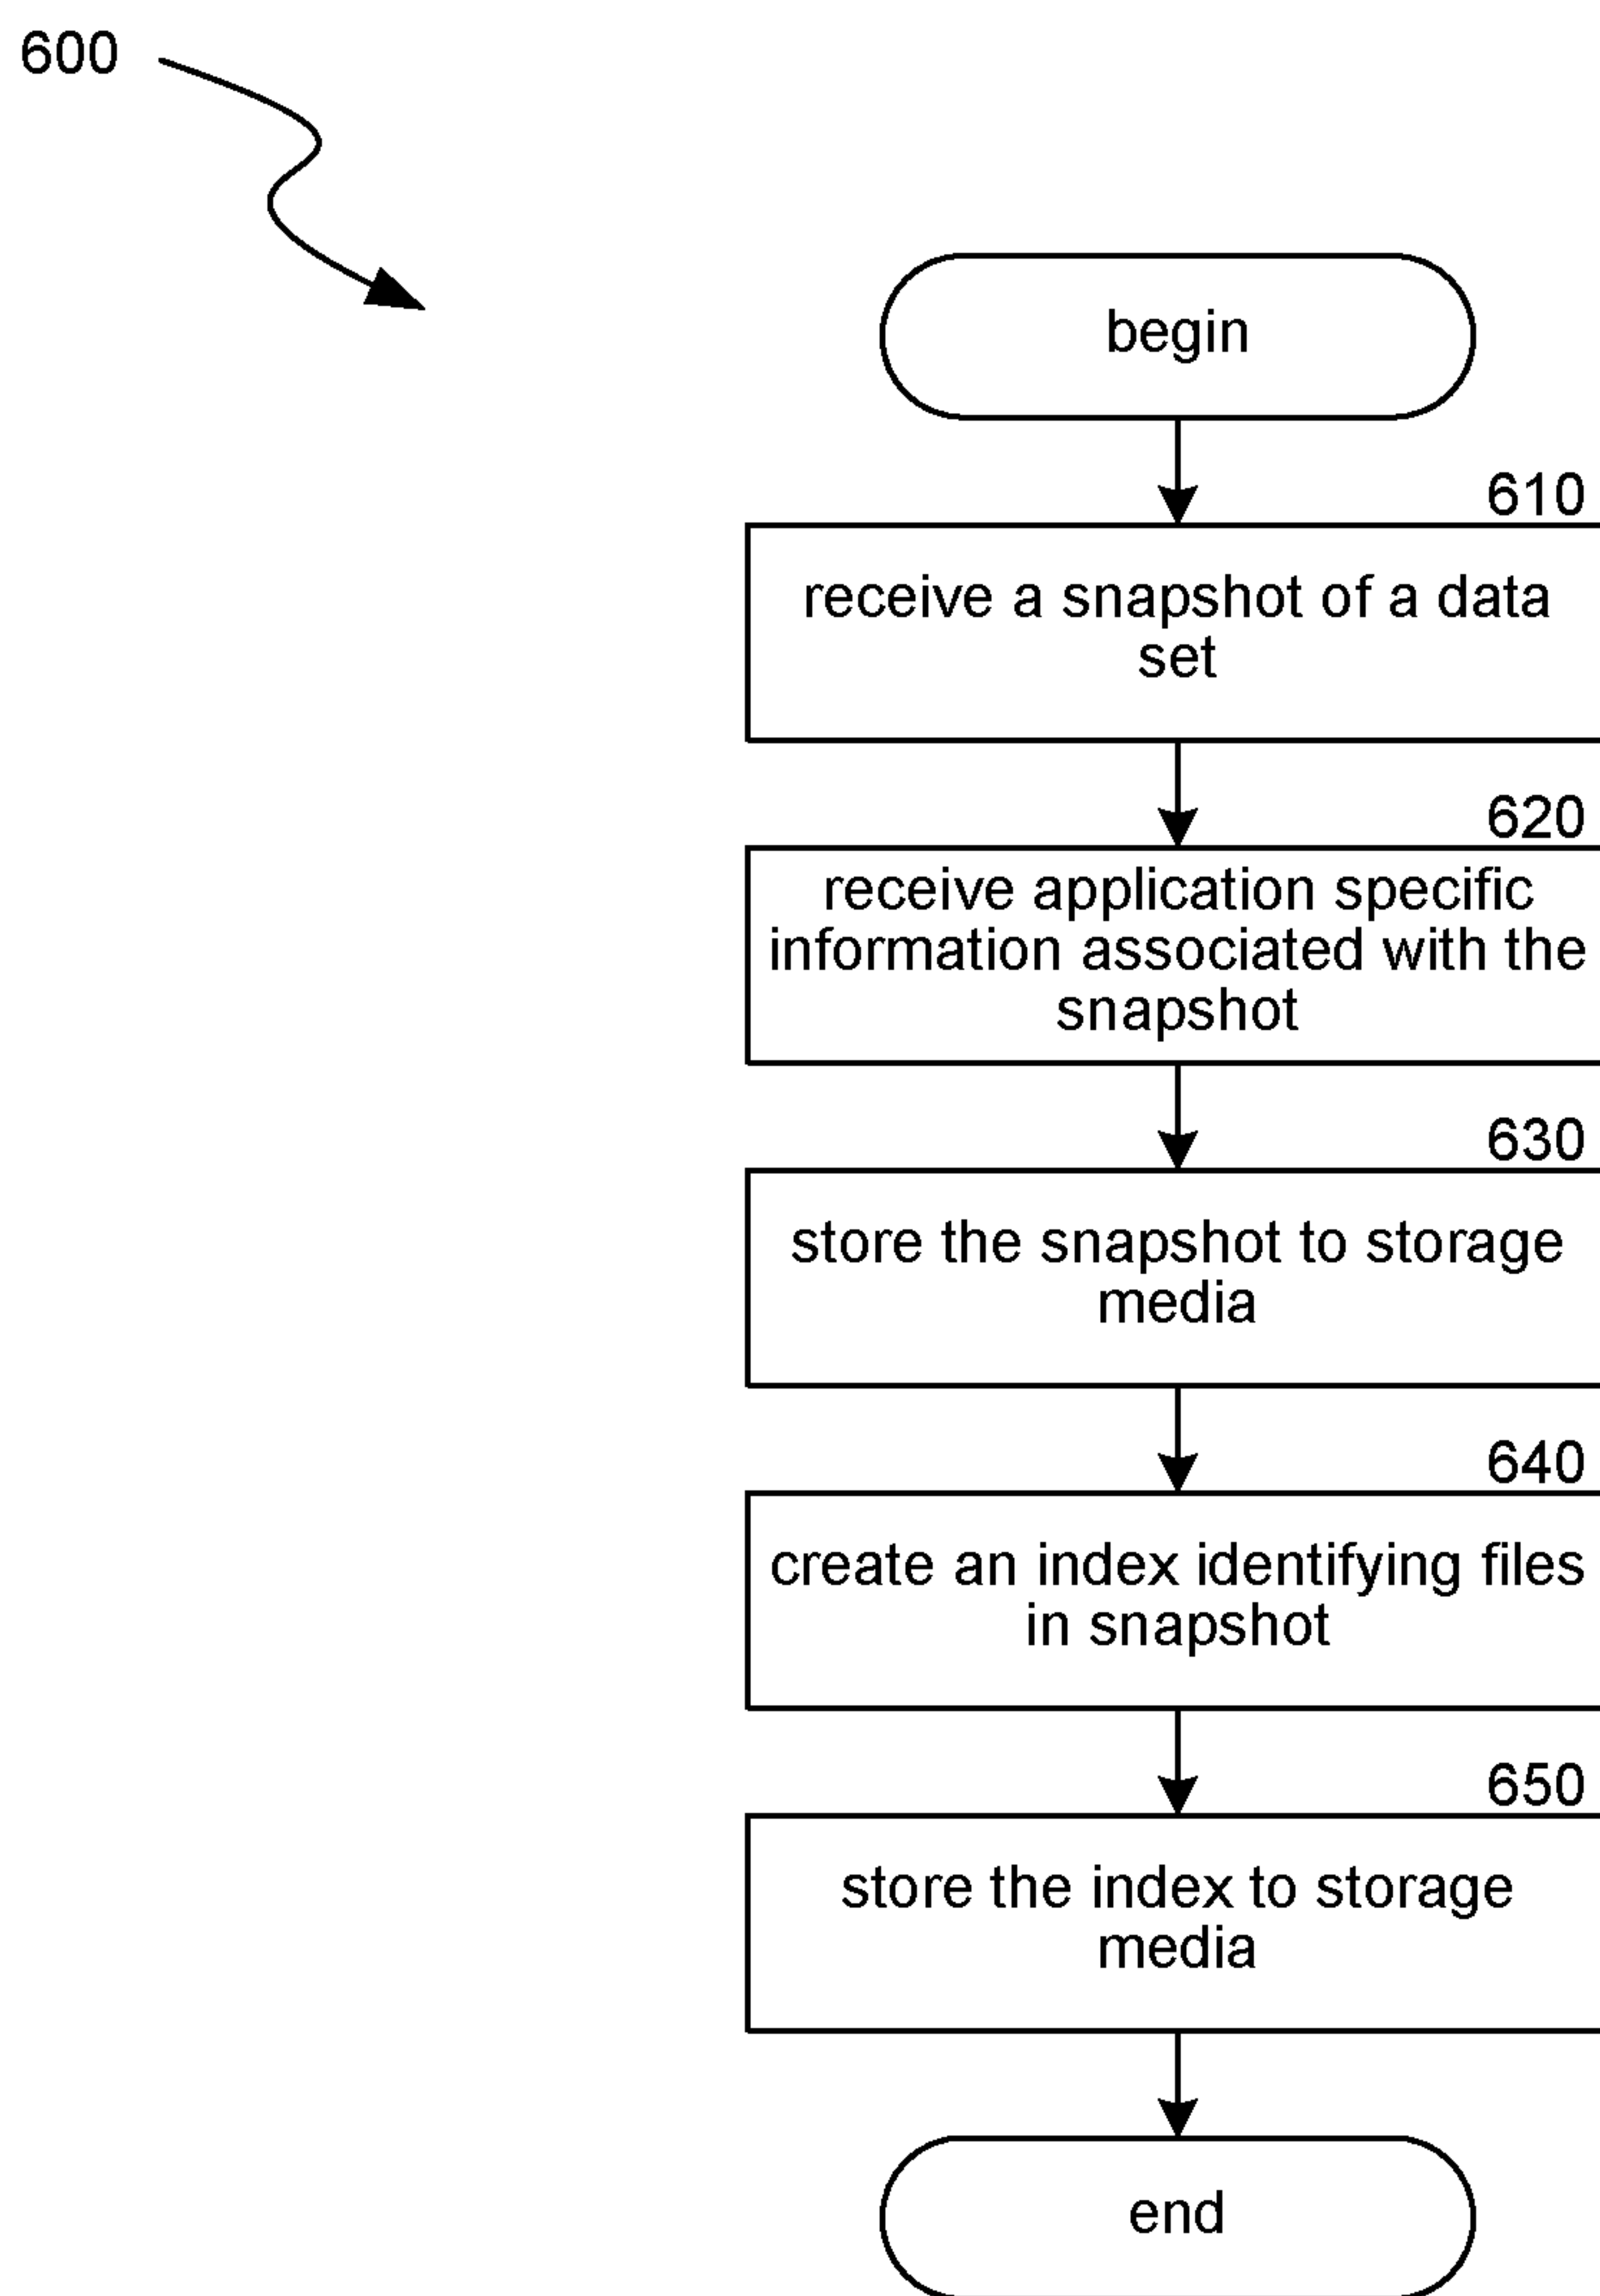 600
begin
610
receive a snapshot of a data
set
620
receive application specific
information associated with the
snapshot
630
store the snapshot to storage
media
640
create an index identifying files
in snapshot
650
store the index to storage
media
end